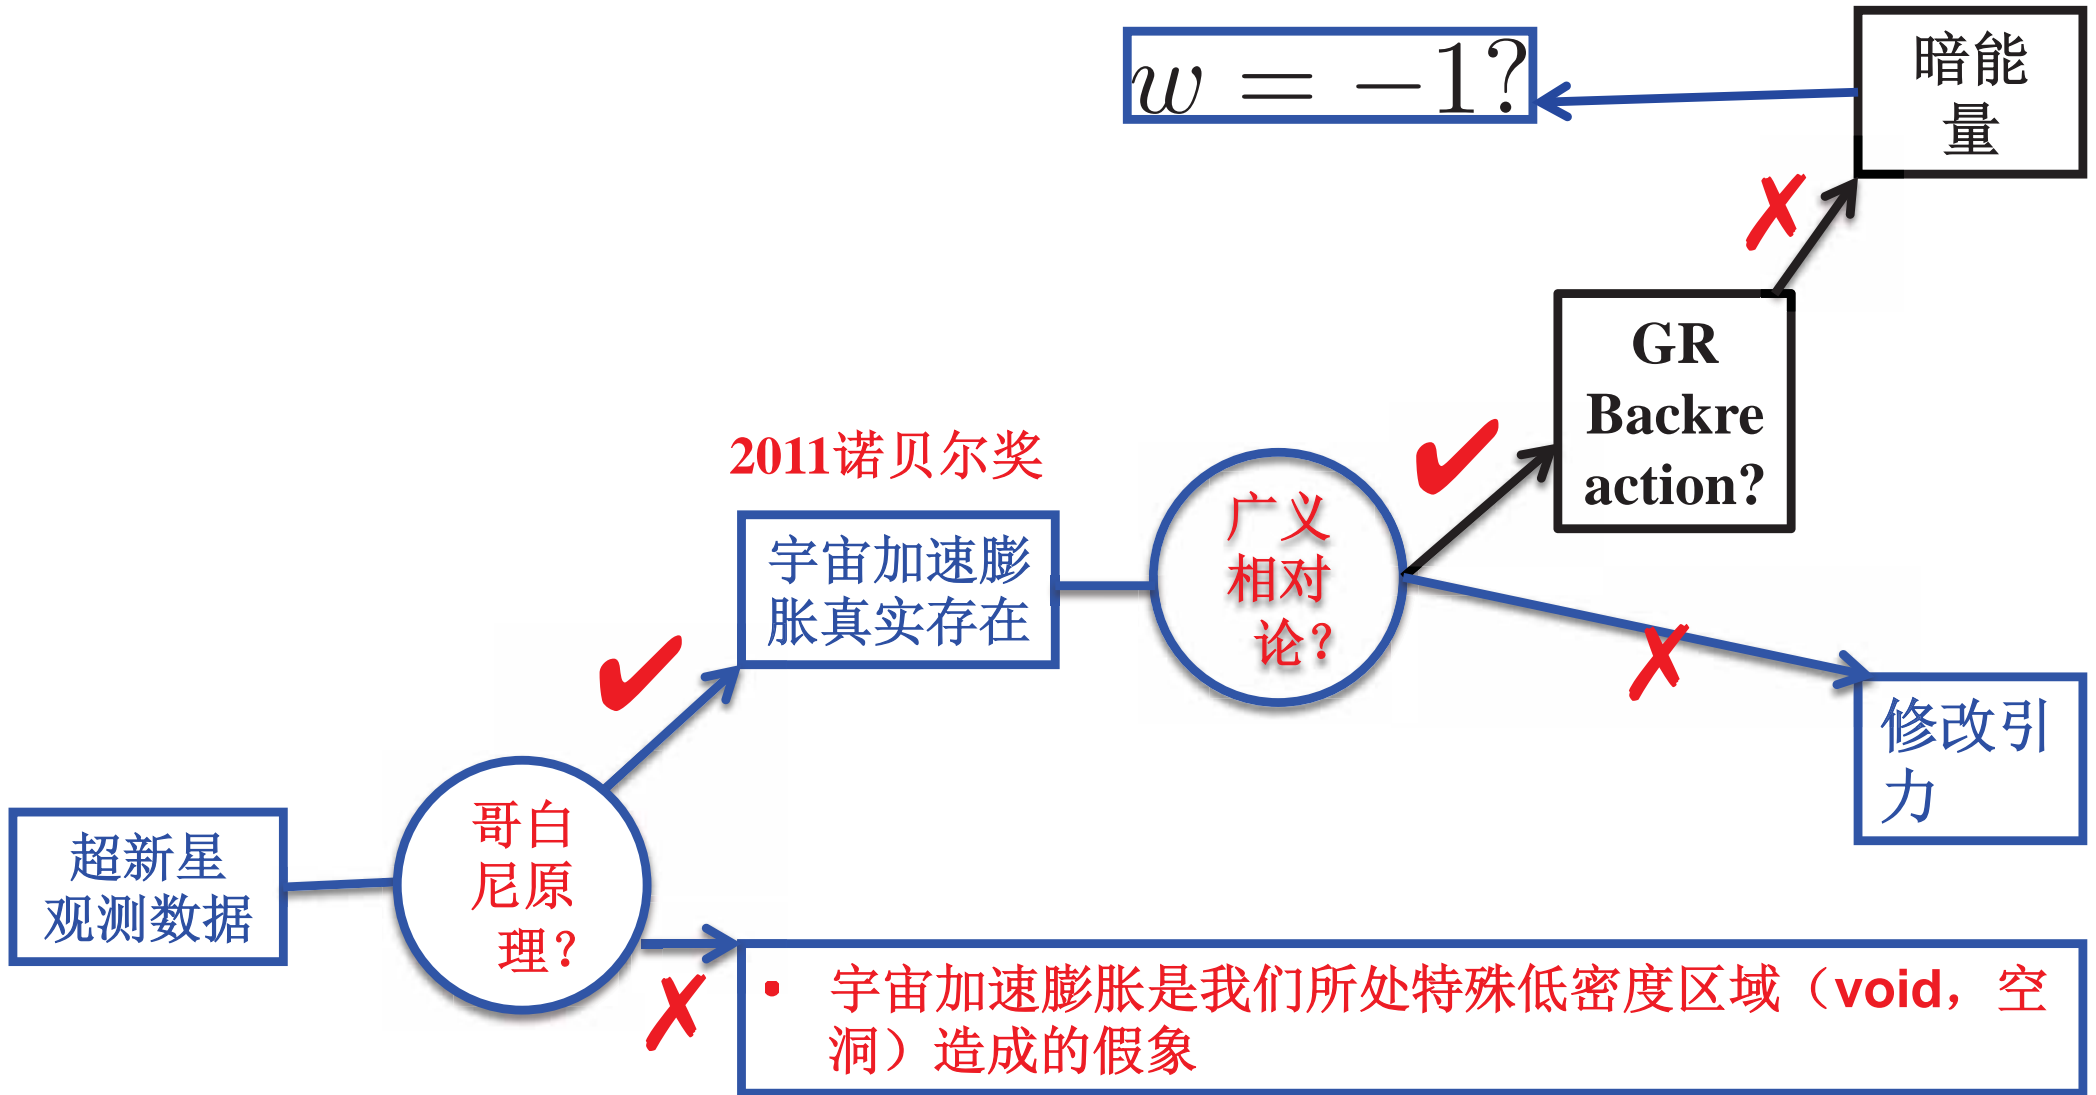 w = −1?
暗能
量
GR
Backre
action?
2011诺贝尔奖
宇宙加速膨
胀真实存在
广义
相对
论?
修改引
力
超新星
观测数据
哥白
尼原
理?
• 宇宙加速膨胀是我们所处特殊低密度区域（void，空
洞）造成的假象